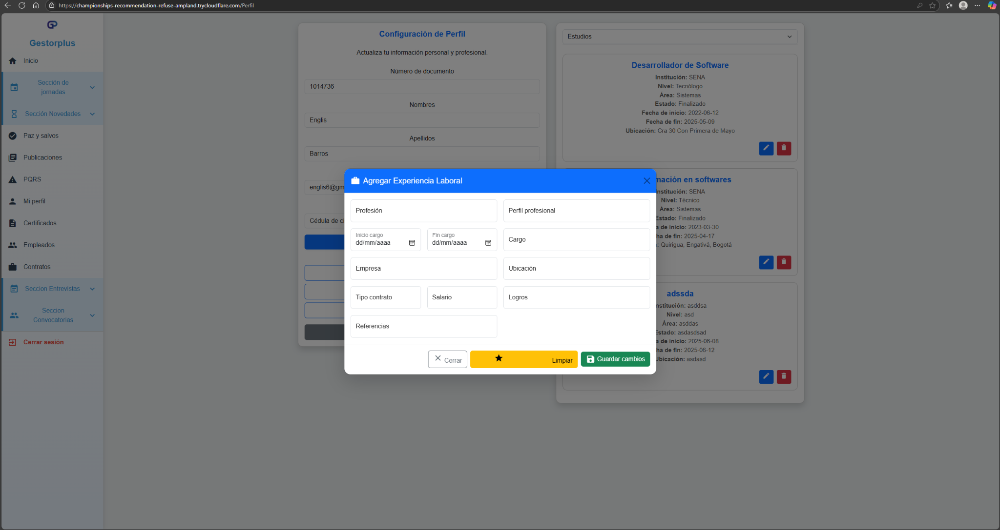 https://championships-recommendation-refuse-ampland.trycloudflare.com/Perfil
GP
Gestorplus
Inicio
Sección de
jornadas
Sección Novedades
Paz y salvos
Publicaciones
PQRS
Mi perfil
Certificados
Empleados
Contratos
Seccion Entrevistas
Seccion
Convocatorias
Cerrar sesión
Configuración de Perfil
Actualiza tu información personal y profesional.
Número de documento
1014736
Nombres
Englis
Apellidos
Barros
englis6@gm
Cédula de ci
Agregar Experiencia Laboral
Profesión
Perfil profesional
Inicio cargo
dd/mm/aaaa
Fin cargo
dd/mm/aaaa
Cargo
Empresa
Ubicación
Tipo contrato
Salario
Logros
Referencias
Cerrar
Limpiar
Guardar cambios
Estudios
Desarrollador de Software
Institución: SENA
Nivel: Tecnólogo
Área: Sistemas
Estado: Finalizado
Fecha de inicio: 2022-06-12
Fecha de fin: 2025-05-09
Ubicación: Cra 30 Con Primera de Mayo
mación en softwares
nstitución: SENA
Nivel: Técnico
Área: Sistemas
Estado: Finalizado
a de inicio: 2023-03-30
ha de fin: 2025-04-17
: Quirigua, Engativá, Bogotá
adssda
nstitución: asddsa
Nivel: asd
Área: asddas
Estado: asdasdsad
a de inicio: 2025-06-08
ha de fin: 2025-06-12
Ubicación: asdasd